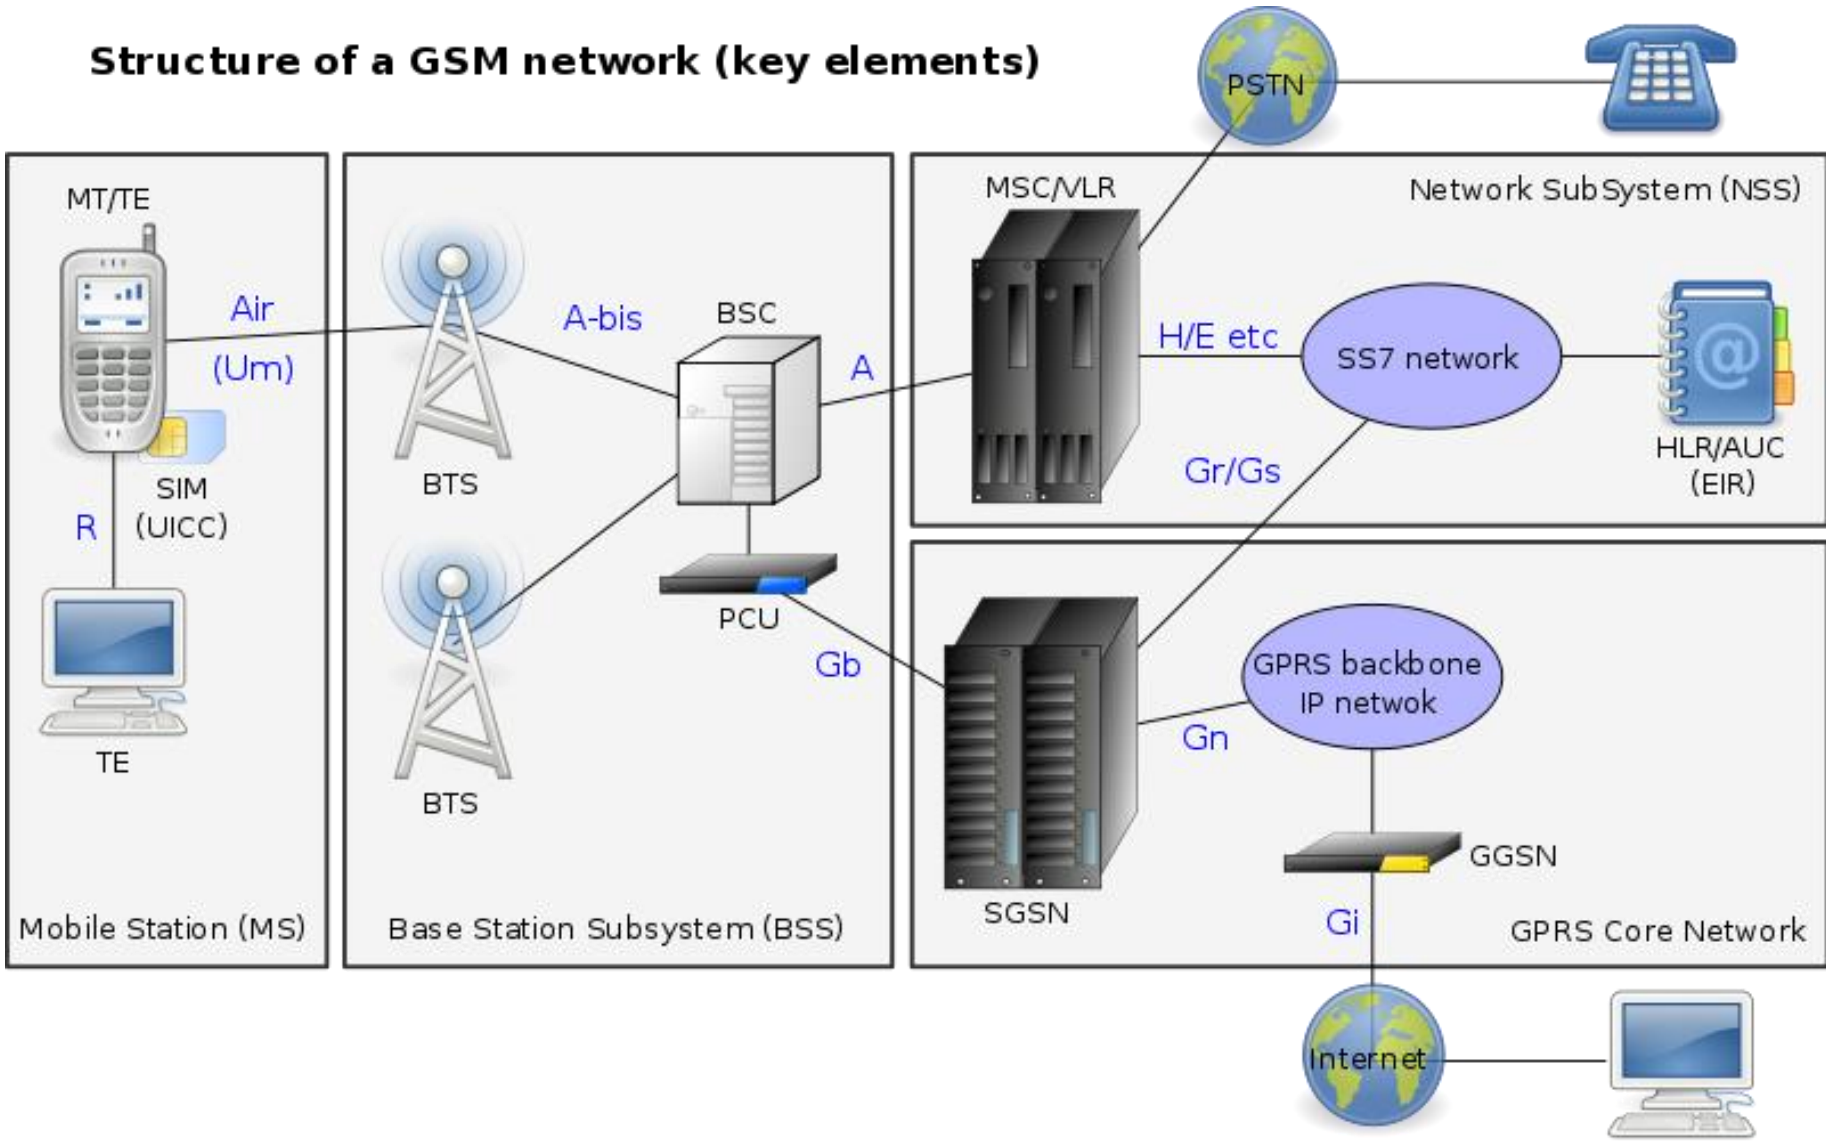 Structure of a GSM network (key elements)
PSTN
MT/TE
Air
(Um)
SIM
(UICC)
R
TE
Mobile Station (MS)
BTS
A-bis
BSC
A
PCU
Gb
BTS
Base Station Subsystem (BSS)
MSC/VLR
Network SubSystem (NSS)
H/E etc
SS7 network
HLR/AUC
(EIR)
Gr/Gs
GPRS backbone
IP netwok
Gn
SGSN
GGSN
Gi
GPRS Core Network
Internet
@